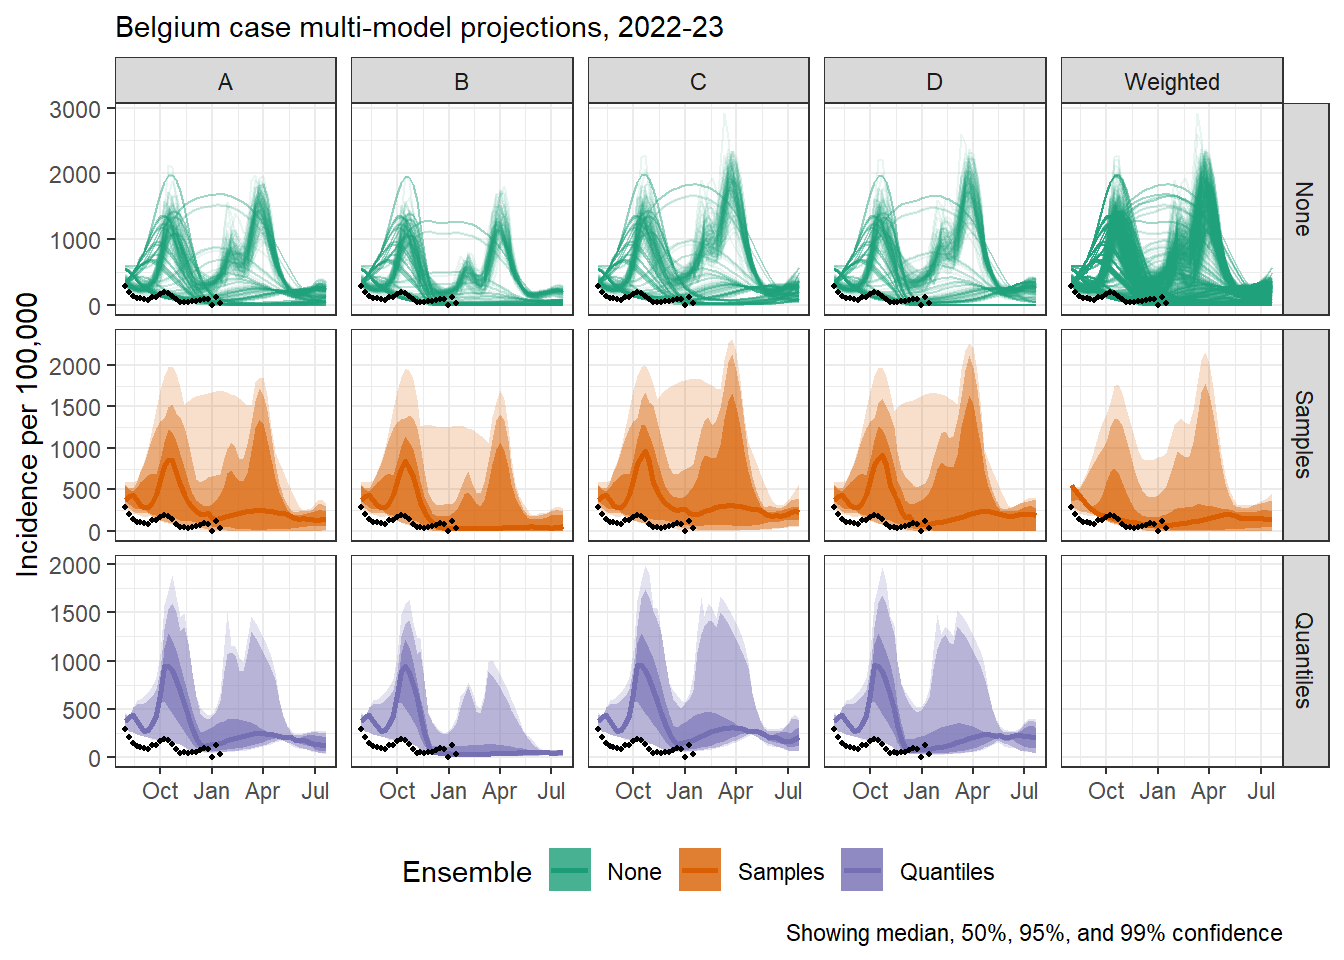 Belgium case multi-model projections, 2022-23
A B C D Weighted
3000
2000
1000
0
None
Incidence per 100,000
2000
1500
1000
500
0
Samples
2000
1500
1000
500
0
Quantiles
Oct Jan Apr Jul Oct Jan Apr Jul Oct Jan Apr Jul Oct Jan Apr Jul Oct Jan Apr Jul
Ensemble None Samples Quantiles
Showing median, 50%, 95%, and 99% confidence